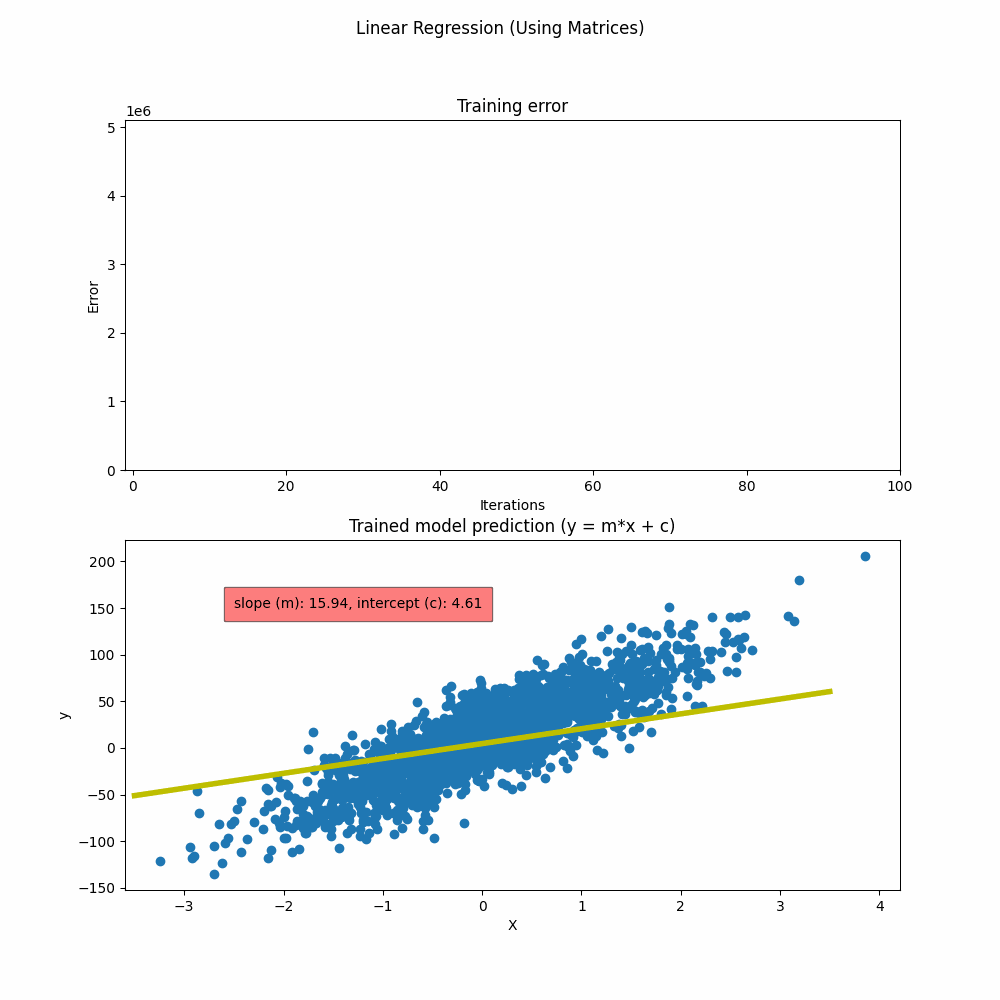 Linear Regression (Using Matrices)
Training error
1e6
5
4
3
2
1
0
Error
0 20 40 60 80 100
Iterations
Trained model prediction (y = m*x + c)
slope (m): 15.94, intercept (c): 4.61
200
150
100
50
0
−50
−100
−150
y
−3 −2 −1 0 1 2 3 4
X